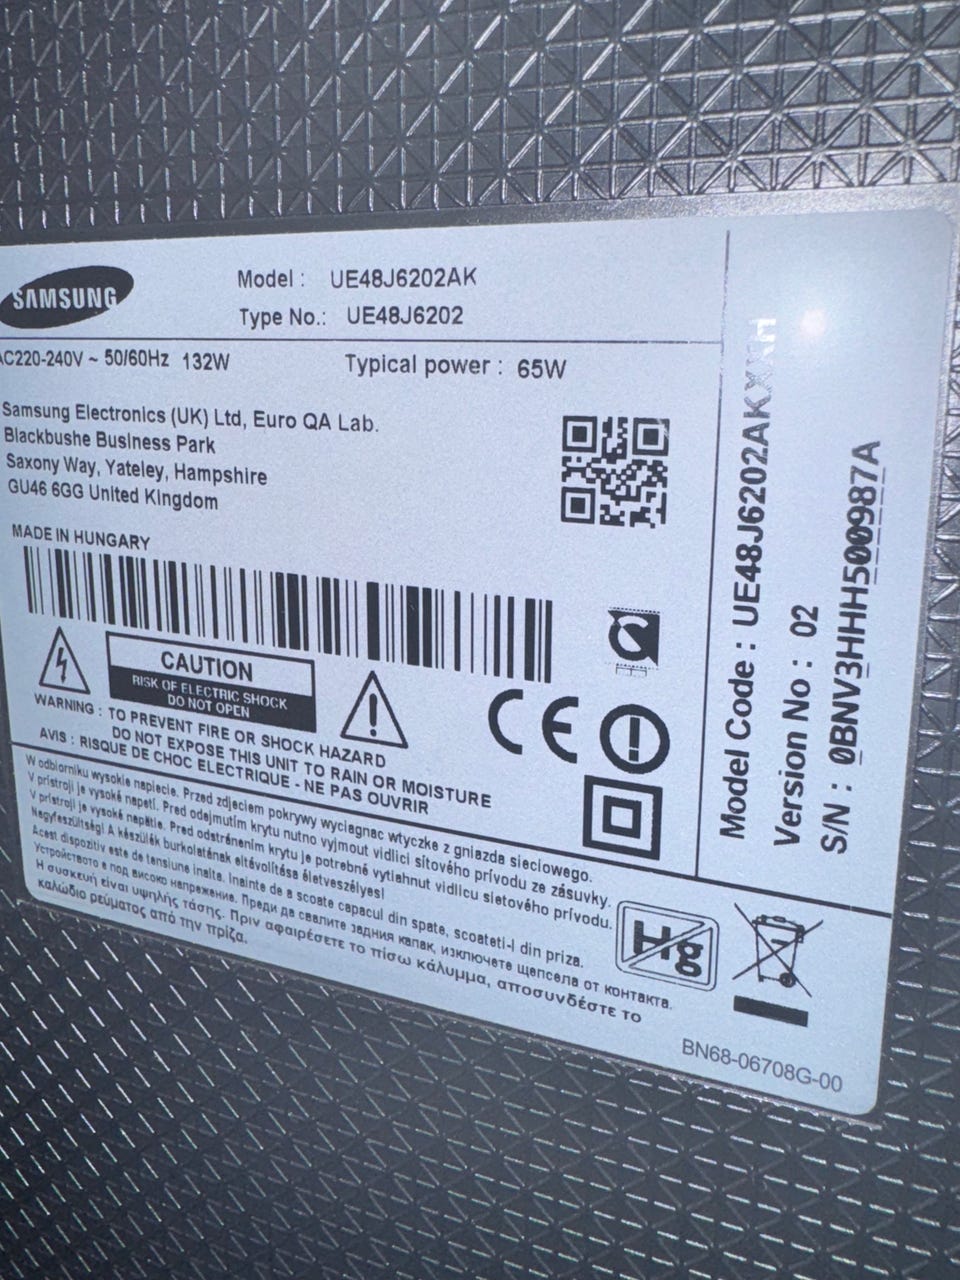 SAMSUNG
Model : UE48J6202AK
Type No.: UE48J6202
AC220-240V ~ 50/60Hz 132W
Typical power : 65W
Samsung Electronics (UK) Ltd, Euro QA Lab.
Blackbushe Business Park
Saxony Way, Yateley, Hampshire
GU46 6GG United Kingdom
MADE IN HUNGARY
CAUTION
RISK OF ELECTRIC SHOCK
DO NOT OPEN
WARNING : TO PREVENT FIRE OR SHOCK HAZARD
DO NOT EXPOSE THIS UNIT TO RAIN OR MOISTURE
AVIS : RISQUE DE CHOC ELECTRIQUE - NE PAS OUVRIR
CE
W odbiorniku wysokie napiecie. Przed zdjeciem pokrywy wyciagnac wtyczke z gniazda sieciowego.
V prístroji je vysoké napetí. Pred odejmutím krytu nutno vyjmout vidlici sítového prívodu ze zásuvky.
V prístroji je vysoké napätie. Pred odstránením krytu je potrebné vytiahnut vidlicu sietového prívodu.
Nagyfeszültség! A készülék burkolatának eltávolítása életveszélyes!
Acest dispozitiv este de tensiune inalta. Inainte de a scoate capacul din spate, scoateti-l din priza.
Устройството е под високо напрежение. Преди да свалите задния капак, изключете щепсела от контакта.
Η συσκευή είναι υψηλής τάσης. Πριν αφαιρέσετε το πίσω κάλυμμα, αποσυνδέστε το
καλώδιο ρεύματος από την πρίζα.
Hg
BN68-06708G-00
Model Code : UE48J6202AKXXH
Version No : 02
S/N : 0BNV3HHH500987A